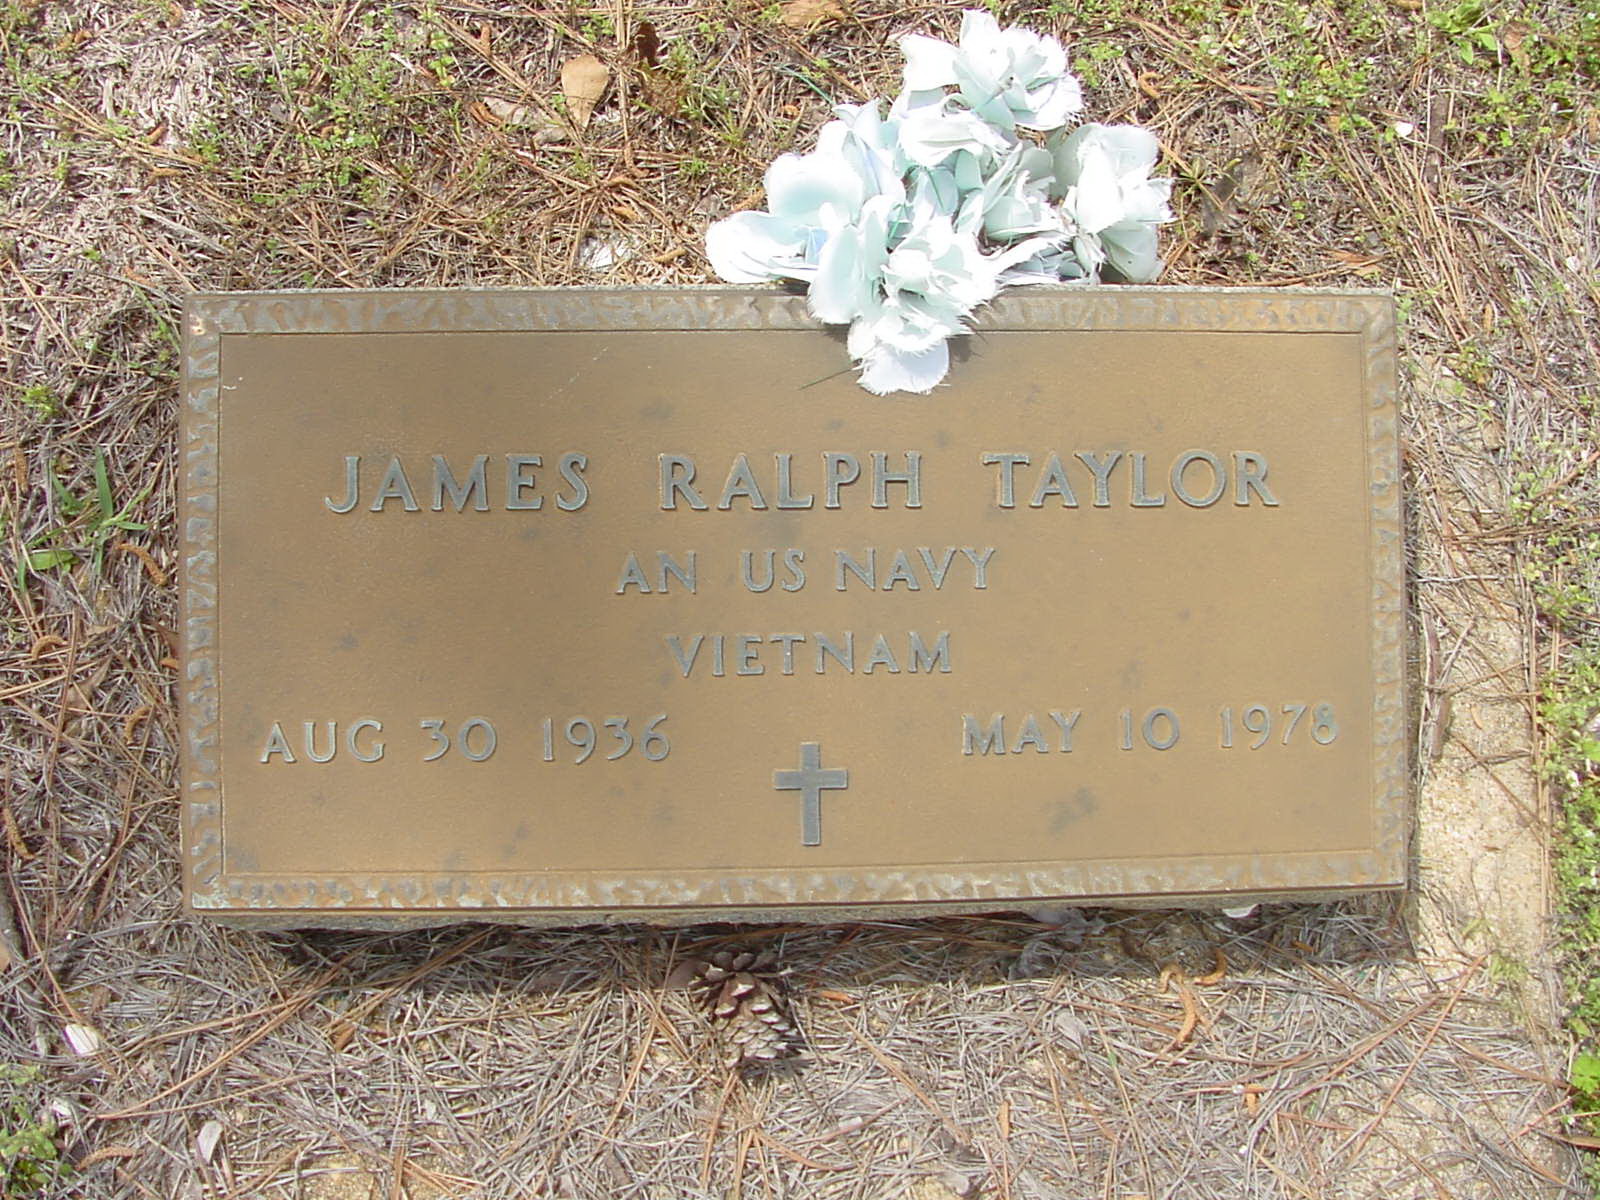 JAMES RALPH TAYLOR
AN US NAVY
VIETNAM
AUG 30 1936 MAY 10 1978